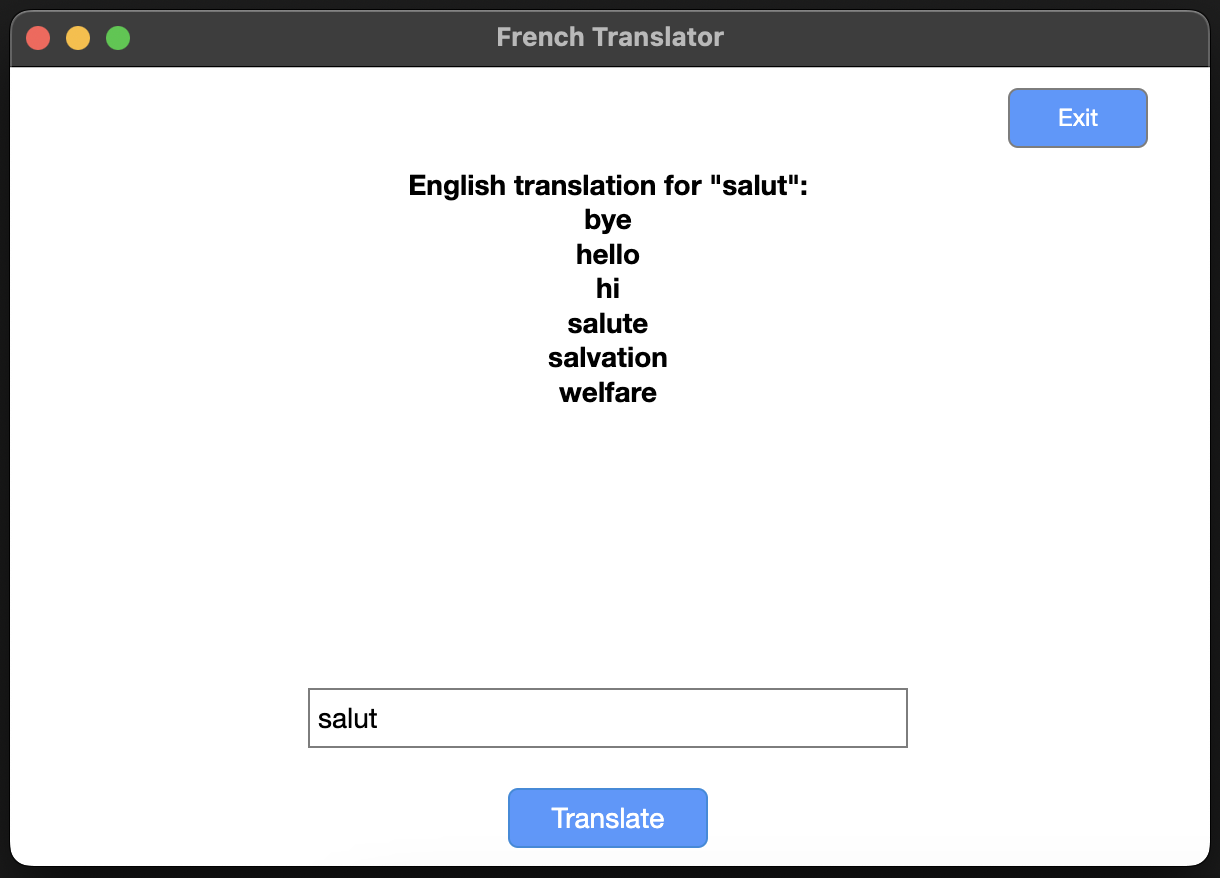 French Translator
Exit
English translation for "salut":
bye
hello
hi
salute
salvation
welfare
salut
Translate